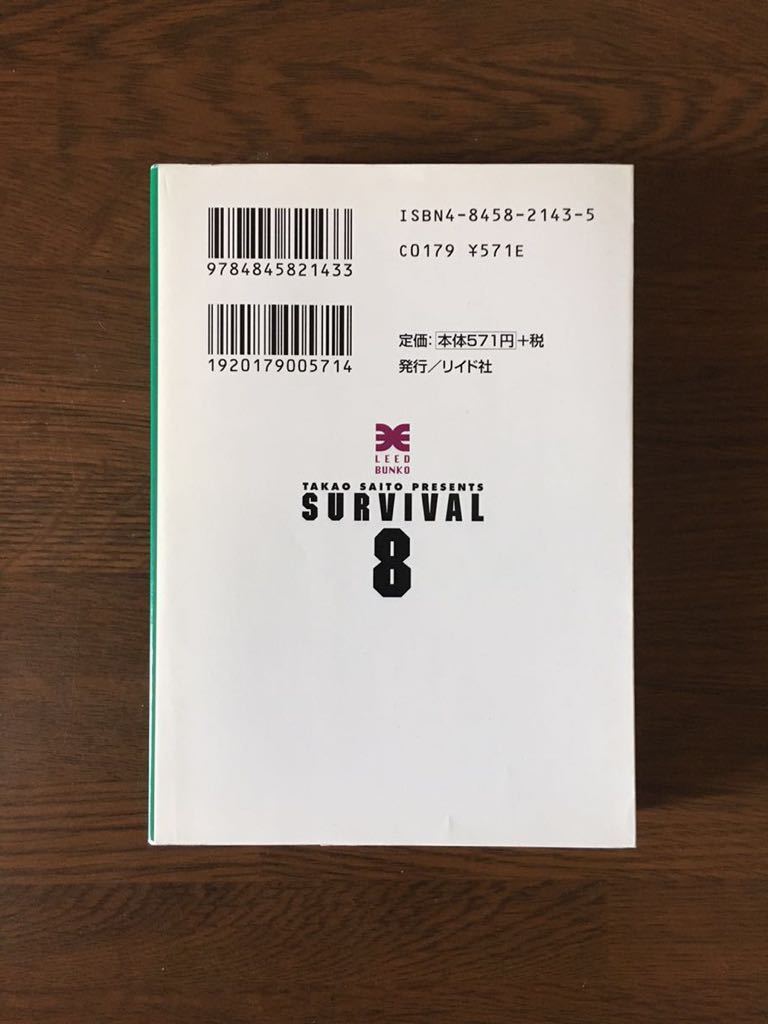 9784845821433
ISBN4-8458-2143-5
C0179 ¥571E
1920179005714
定価: 本体571円+税
発行/リイド社
LEED
BUNKO
TAKAO SAITO PRESENTS
SURVIVAL
8